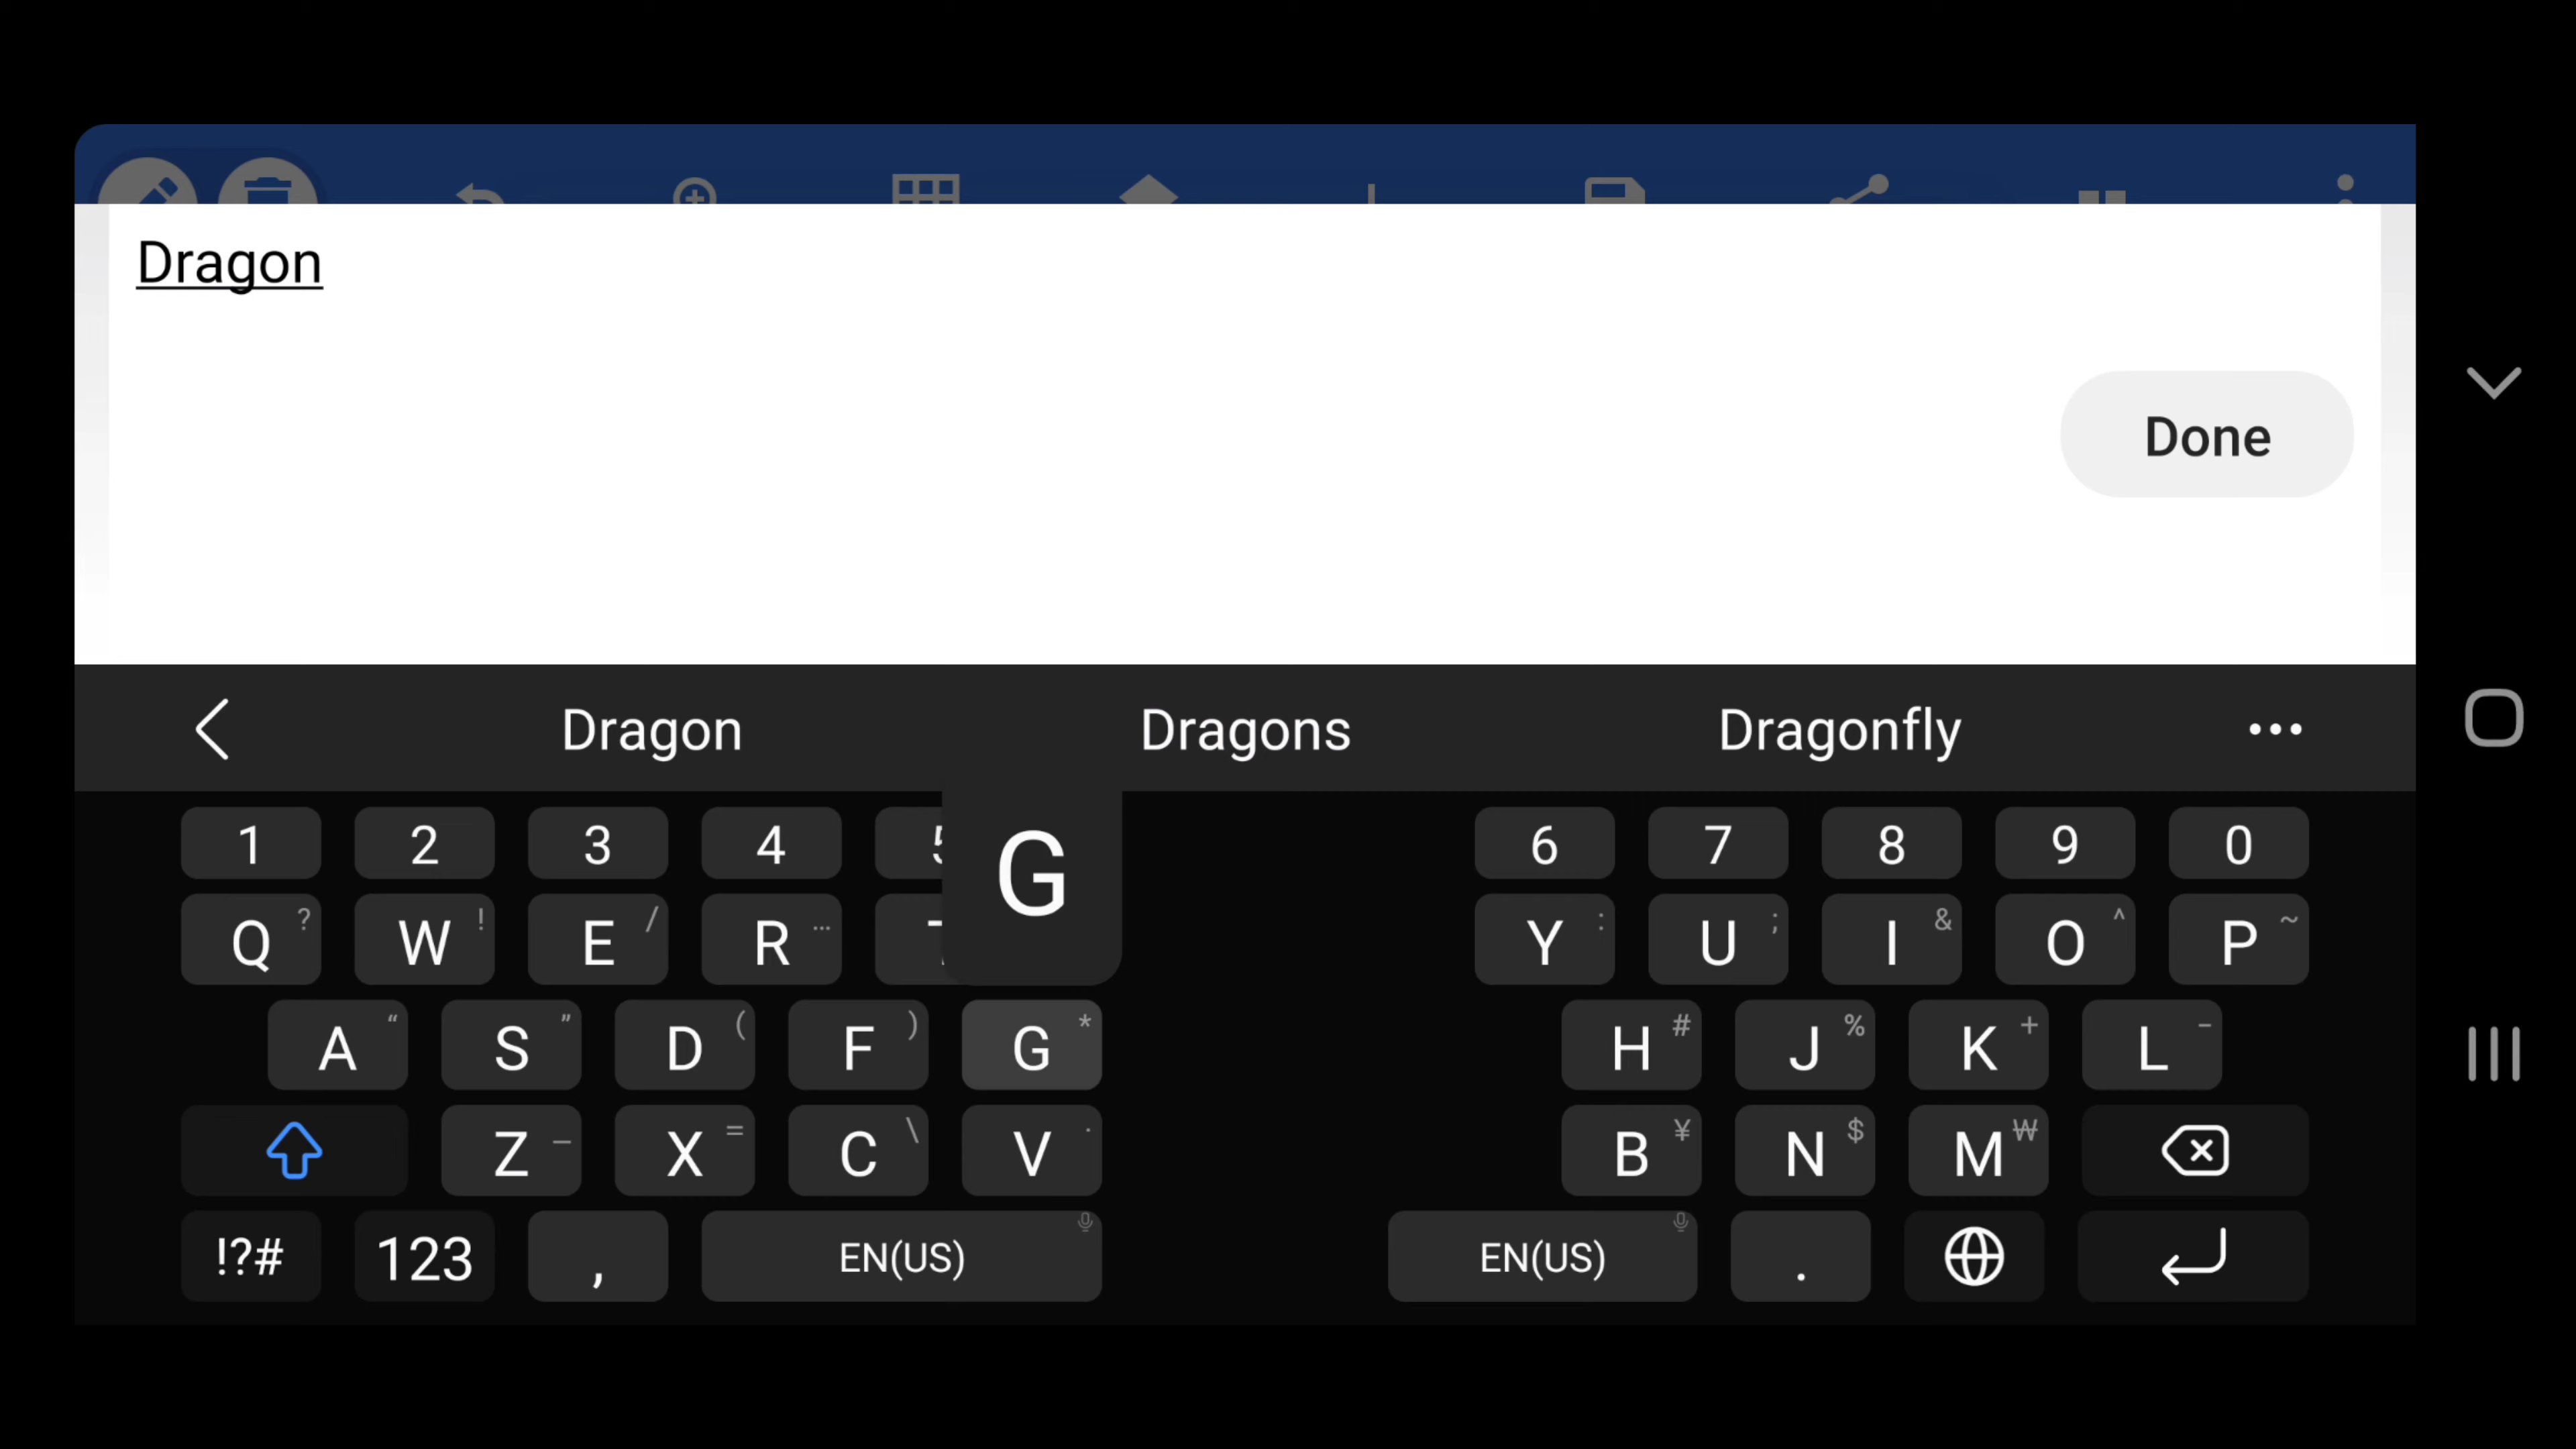 Dragon
Done
Dragon Dragons Dragonfly
1 2 3 4 5 6 7 8 9 0
Q ? W ! E / R … T G Y : U ; I & O ^ P ~
A “ S ” D ( F ) G * H # J % K + L -
Z _ X = C \ V · B ¥ N $ M ₩
!?# 123 , EN(US) EN(US) .